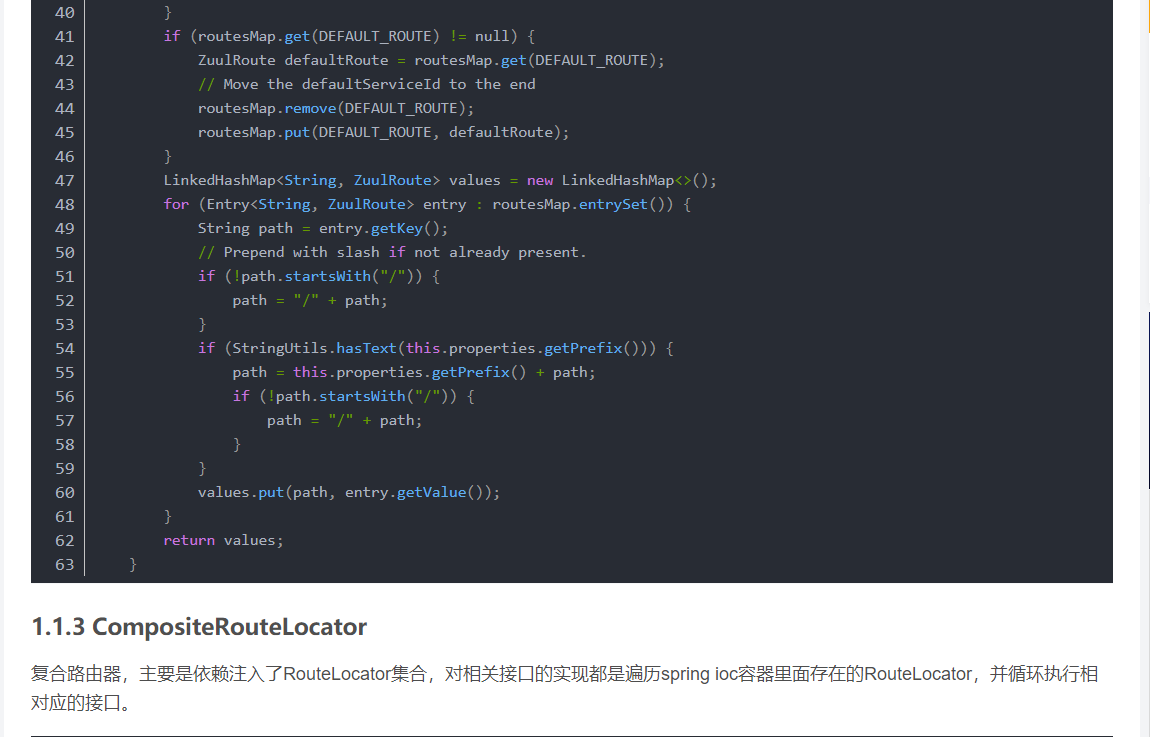 40         }
41         if (routesMap.get(DEFAULT_ROUTE) != null) {
42             ZuulRoute defaultRoute = routesMap.get(DEFAULT_ROUTE);
43             // Move the defaultServiceId to the end
44             routesMap.remove(DEFAULT_ROUTE);
45             routesMap.put(DEFAULT_ROUTE, defaultRoute);
46         }
47         LinkedHashMap<String, ZuulRoute> values = new LinkedHashMap<>();
48         for (Entry<String, ZuulRoute> entry : routesMap.entrySet()) {
49             String path = entry.getKey();
50             // Prepend with slash if not already present.
51             if (!path.startsWith("/")) {
52                 path = "/" + path;
53             }
54             if (StringUtils.hasText(this.properties.getPrefix())) {
55                 path = this.properties.getPrefix() + path;
56                 if (!path.startsWith("/")) {
57                     path = "/" + path;
58                 }
59             }
60             values.put(path, entry.getValue());
61         }
62         return values;
63     }
1.1.3 CompositeRouteLocator
复合路由器，主要是依赖注入了RouteLocator集合，对相关接口的实现都是遍历spring ioc容器里面存在的RouteLocator，并循环执行相
对应的接口。